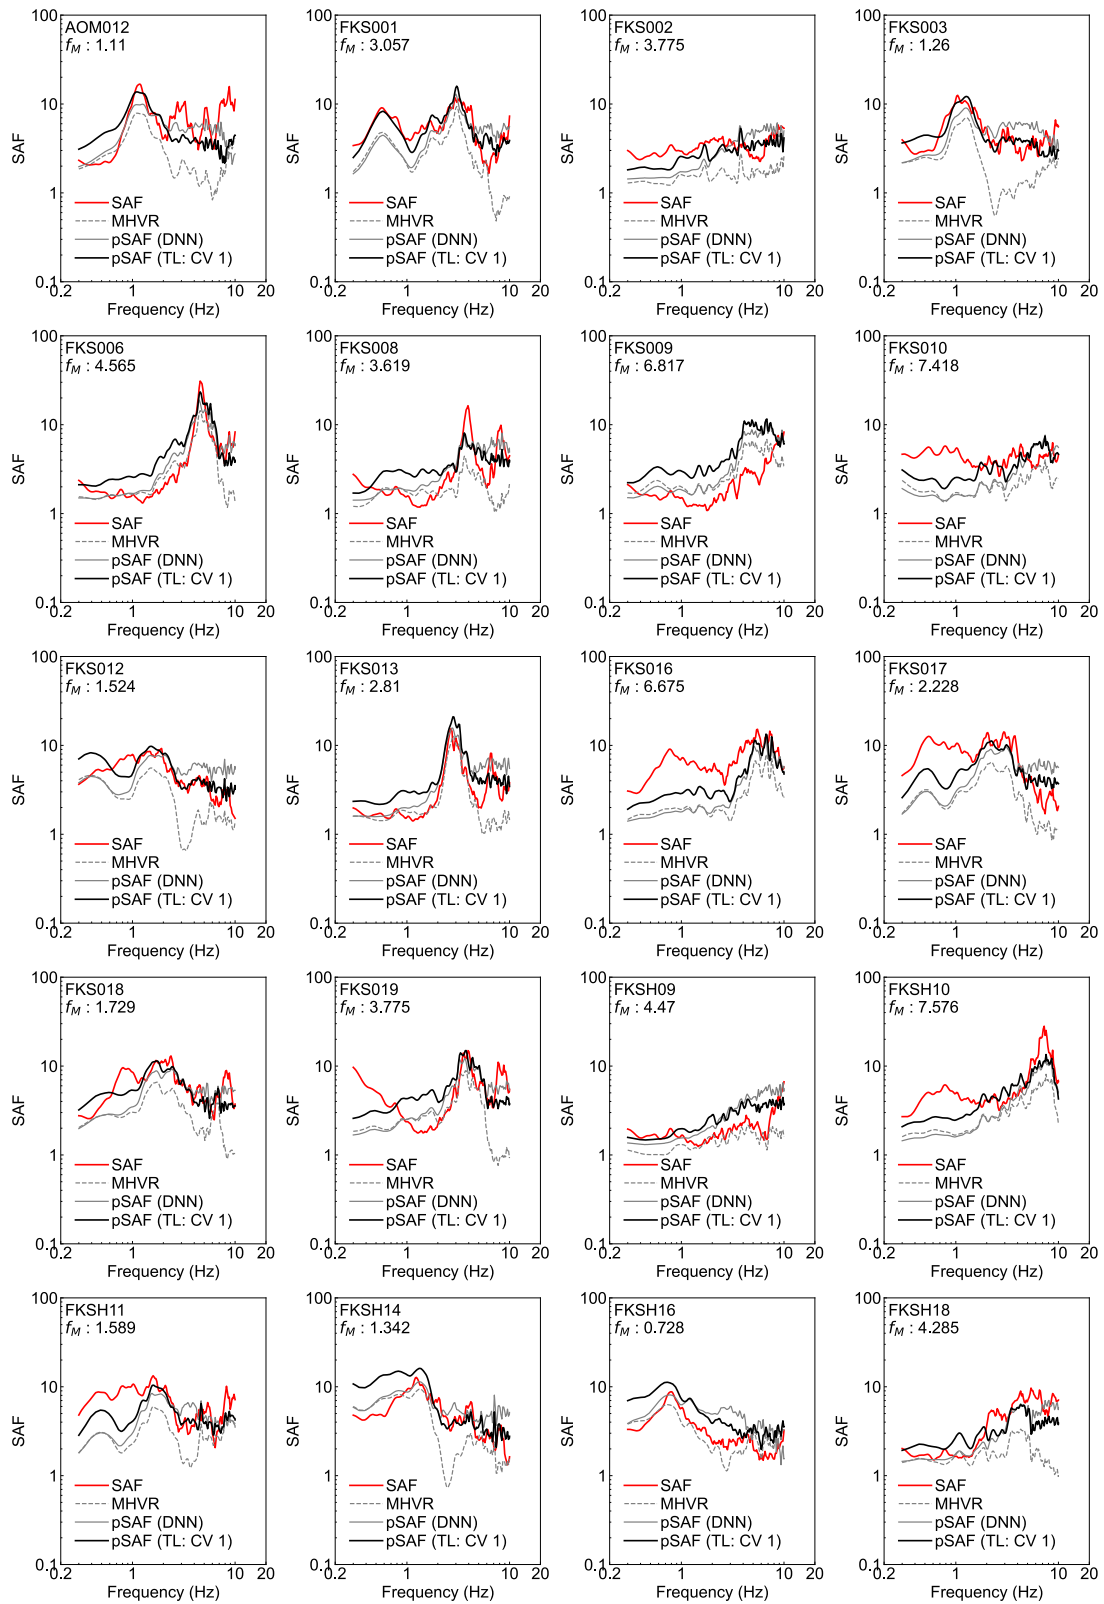 AOM012
f_M : 1.11
100
10
1
0.1
SAF
SAF
MHVR
pSAF (DNN)
pSAF (TL: CV 1)
0.2
1
10
20
Frequency (Hz)
FKS001
f_M : 3.057
100
10
1
0.1
SAF
SAF
MHVR
pSAF (DNN)
pSAF (TL: CV 1)
0.2
1
10
20
Frequency (Hz)
FKS002
f_M : 3.775
100
10
1
0.1
SAF
SAF
MHVR
pSAF (DNN)
pSAF (TL: CV 1)
0.2
1
10
20
Frequency (Hz)
FKS003
f_M : 1.26
100
10
1
0.1
SAF
SAF
MHVR
pSAF (DNN)
pSAF (TL: CV 1)
0.2
1
10
20
Frequency (Hz)
FKS006
f_M : 4.565
100
10
1
0.1
SAF
SAF
MHVR
pSAF (DNN)
pSAF (TL: CV 1)
0.2
1
10
20
Frequency (Hz)
FKS008
f_M : 3.619
100
10
1
0.1
SAF
SAF
MHVR
pSAF (DNN)
pSAF (TL: CV 1)
0.2
1
10
20
Frequency (Hz)
FKS009
f_M : 6.817
100
10
1
0.1
SAF
SAF
MHVR
pSAF (DNN)
pSAF (TL: CV 1)
0.2
1
10
20
Frequency (Hz)
FKS010
f_M : 7.418
100
10
1
0.1
SAF
SAF
MHVR
pSAF (DNN)
pSAF (TL: CV 1)
0.2
1
10
20
Frequency (Hz)
FKS012
f_M : 1.524
100
10
1
0.1
SAF
SAF
MHVR
pSAF (DNN)
pSAF (TL: CV 1)
0.2
1
10
20
Frequency (Hz)
FKS013
f_M : 2.81
100
10
1
0.1
SAF
SAF
MHVR
pSAF (DNN)
pSAF (TL: CV 1)
0.2
1
10
20
Frequency (Hz)
FKS016
f_M : 6.675
100
10
1
0.1
SAF
SAF
MHVR
pSAF (DNN)
pSAF (TL: CV 1)
0.2
1
10
20
Frequency (Hz)
FKS017
f_M : 2.228
100
10
1
0.1
SAF
SAF
MHVR
pSAF (DNN)
pSAF (TL: CV 1)
0.2
1
10
20
Frequency (Hz)
FKS018
f_M : 1.729
100
10
1
0.1
SAF
SAF
MHVR
pSAF (DNN)
pSAF (TL: CV 1)
0.2
1
10
20
Frequency (Hz)
FKS019
f_M : 3.775
100
10
1
0.1
SAF
SAF
MHVR
pSAF (DNN)
pSAF (TL: CV 1)
0.2
1
10
20
Frequency (Hz)
FKSH09
f_M : 4.47
100
10
1
0.1
SAF
SAF
MHVR
pSAF (DNN)
pSAF (TL: CV 1)
0.2
1
10
20
Frequency (Hz)
FKSH10
f_M : 7.576
100
10
1
0.1
SAF
SAF
MHVR
pSAF (DNN)
pSAF (TL: CV 1)
0.2
1
10
20
Frequency (Hz)
FKSH11
f_M : 1.589
100
10
1
0.1
SAF
SAF
MHVR
pSAF (DNN)
pSAF (TL: CV 1)
0.2
1
10
20
Frequency (Hz)
FKSH14
f_M : 1.342
100
10
1
0.1
SAF
SAF
MHVR
pSAF (DNN)
pSAF (TL: CV 1)
0.2
1
10
20
Frequency (Hz)
FKSH16
f_M : 0.728
100
10
1
0.1
SAF
SAF
MHVR
pSAF (DNN)
pSAF (TL: CV 1)
0.2
1
10
20
Frequency (Hz)
FKSH18
f_M : 4.285
100
10
1
0.1
SAF
SAF
MHVR
pSAF (DNN)
pSAF (TL: CV 1)
0.2
1
10
20
Frequency (Hz)